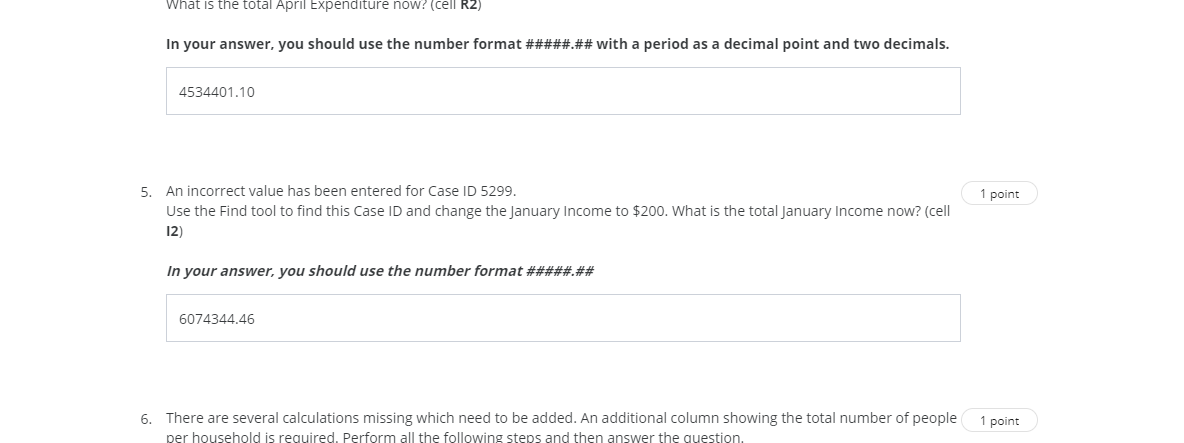 What is the total April Expenditure now? (cell R2)
In your answer, you should use the number format #####.## with a period as a decimal point and two decimals.
4534401.10
5. An incorrect value has been entered for Case ID 5299.
1 point
Use the Find tool to find this Case ID and change the January Income to $200. What is the total January Income now? (cell
I2)
In your answer, you should use the number format #####.##
6074344.46
6. There are several calculations missing which need to be added. An additional column showing the total number of people
1 point
per household is required. Perform all the following steps and then answer the question.